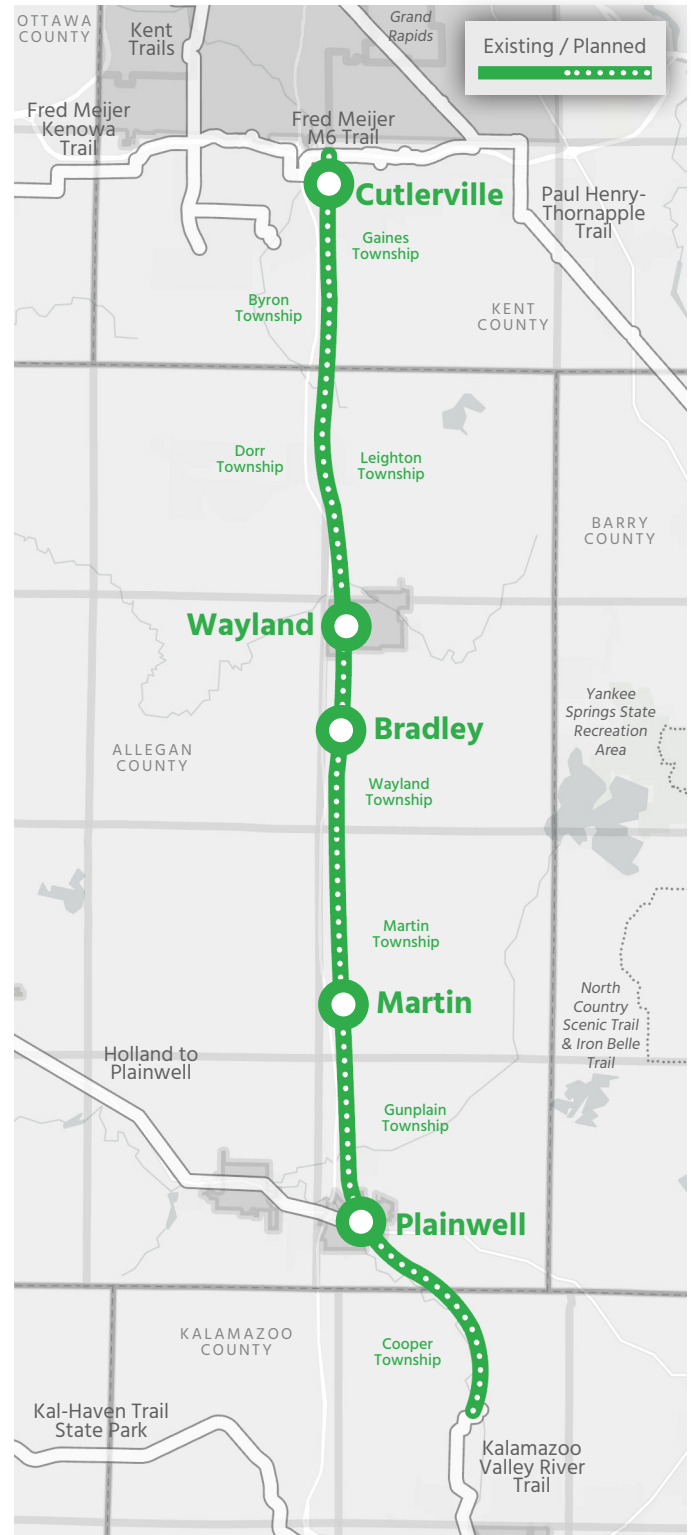 OTTAWA
COUNTY
Kent
Trails
Grand
Rapids
Existing / Planned
Fred Meijer
Kenowa
Trail
Fred Meijer
M6 Trail
Cutlerville
Paul Henry-
Thornapple
Trail
Gaines
Township
Byron
Township
KENT
COUNTY
Dorr
Township
Leighton
Township
BARRY
COUNTY
Wayland
Yankee
Springs State
Recreation
Area
Bradley
ALLEGAN
COUNTY
Wayland
Township
Martin
Township
Martin
North
Country
Scenic Trail
& Iron Belle
Trail
Holland to
Plainwell
Gunplain
Township
Plainwell
KALAMAZOO
COUNTY
Cooper
Township
Kal-Haven Trail
State Park
Kalamazoo
Valley River
Trail